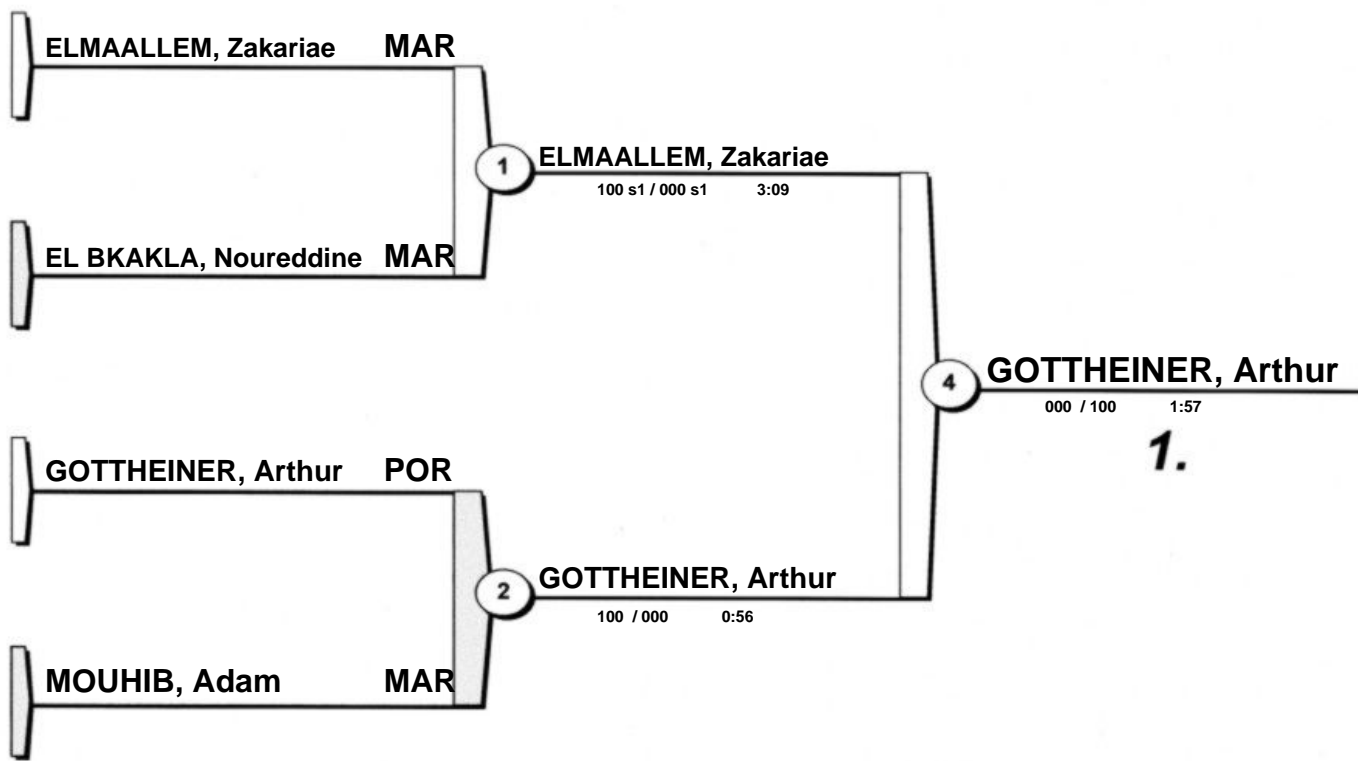 ELMAALLEM, Zakariae MAR
1 ELMAALLEM, Zakariae
100 s1 / 000 s1 3:09
EL BKAKLA, Noureddine MAR
4 GOTTHEINER, Arthur
000 / 100 1:57
1.
GOTTHEINER, Arthur POR
2 GOTTHEINER, Arthur
100 / 000 0:56
MOUHIB, Adam MAR